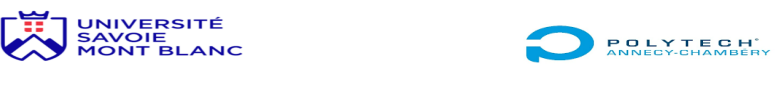 UNIVERSITÉ
SAVOIE
MONT BLANC
POLYTECH®
ANNECY-CHAMBÉRY